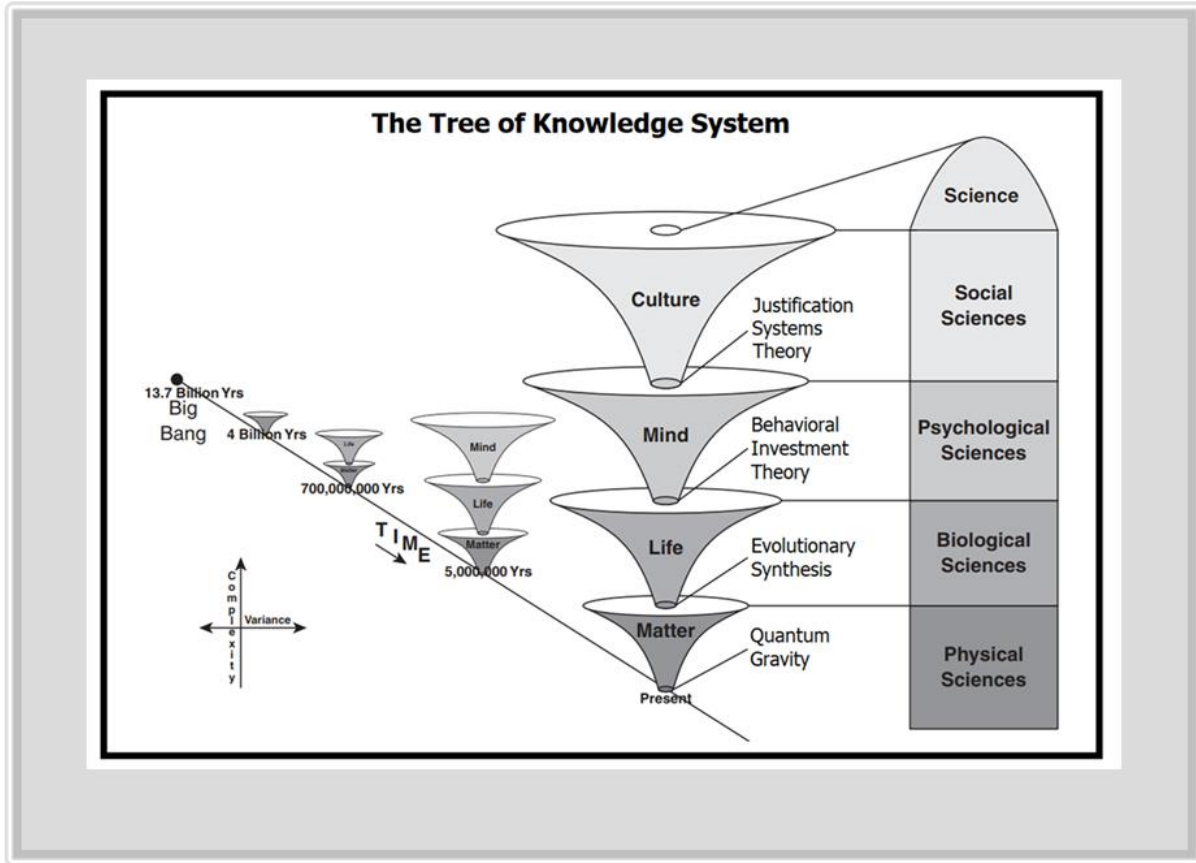 The Tree of Knowledge System
Science
Culture
Social
Sciences
Justification
Systems
Theory
13.7 Billion Yrs
Big
Bang
4 Billion Yrs
Life
Matter
700,000,000 Yrs
Mind
Life
Matter
5,000,000 Yrs
TIME
Mind
Behavioral
Investment
Theory
Psychological
Sciences
Life
Evolutionary
Synthesis
Biological
Sciences
Complexity
Variance
Matter
Quantum
Gravity
Present
Physical
Sciences